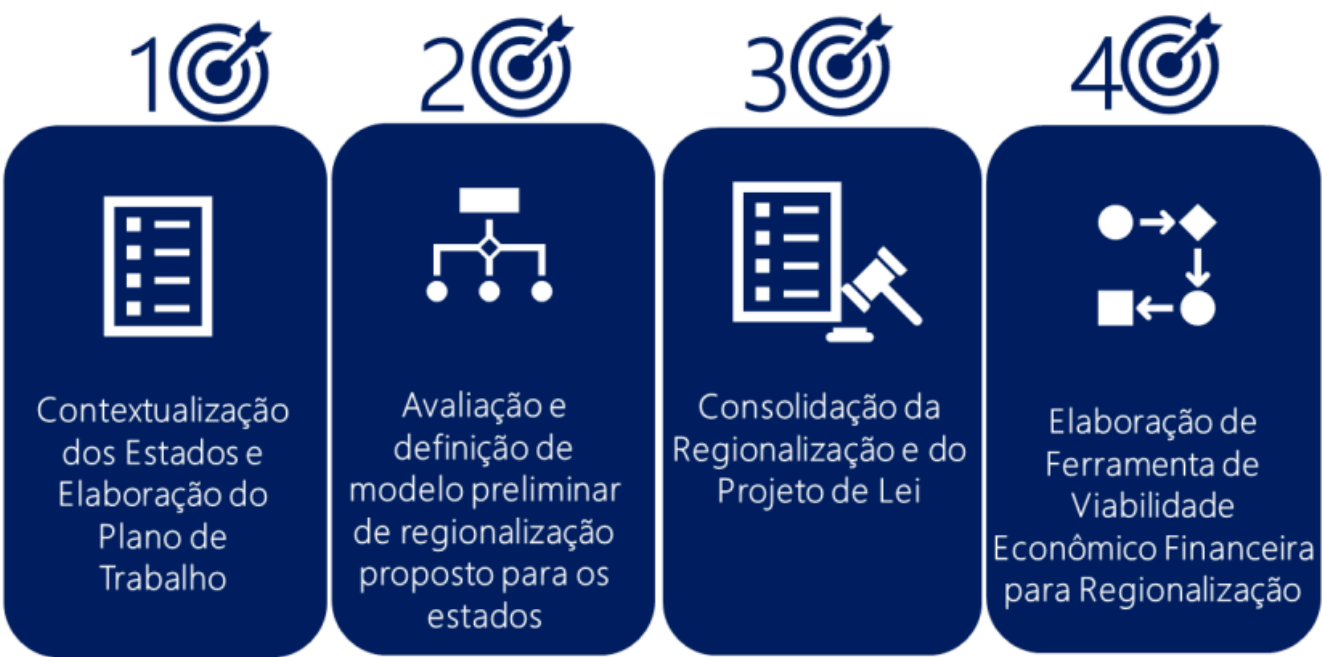 1
Contextualização
dos Estados e
Elaboração do
Plano de
Trabalho
2
Avaliação e
definição de
modelo preliminar
de regionalização
proposto para os
estados
3
Consolidação da
Regionalização e do
Projeto de Lei
4
Elaboração de
Ferramenta de
Viabilidade
Econômico Financeira
para Regionalização